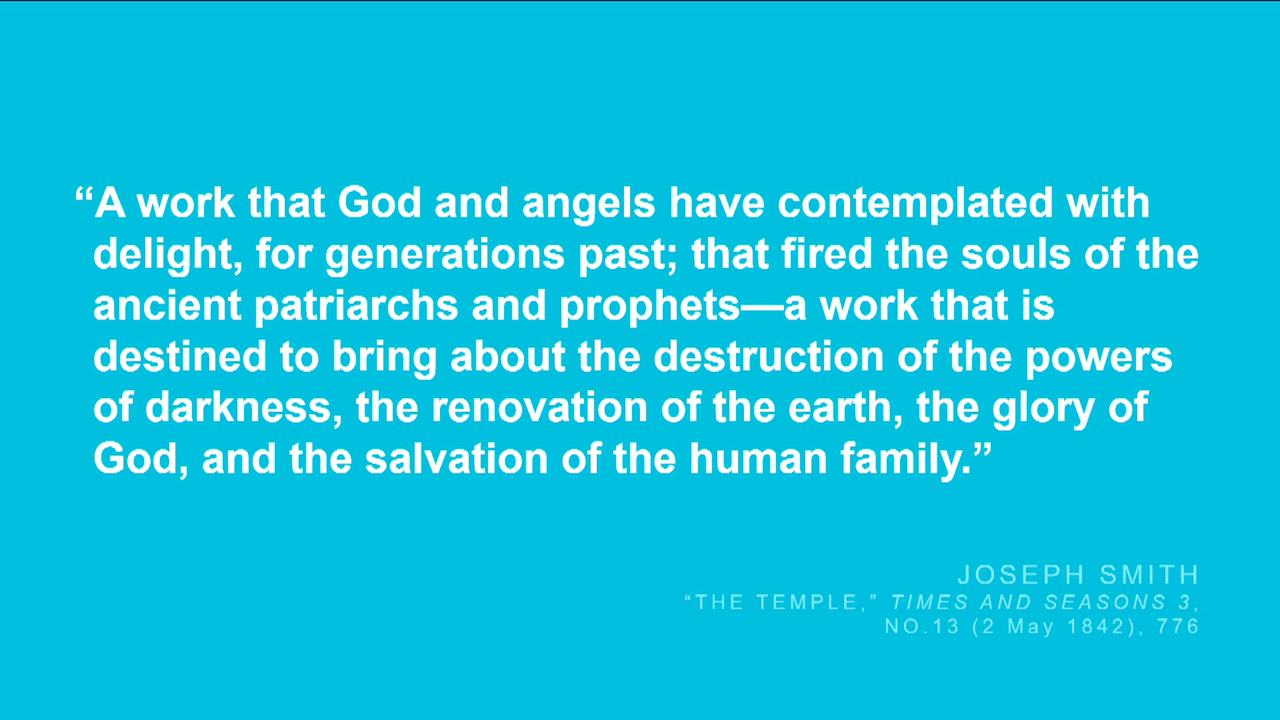 “A work that God and angels have contemplated with
delight, for generations past; that fired the souls of the
ancient patriarchs and prophets—a work that is
destined to bring about the destruction of the powers
of darkness, the renovation of the earth, the glory of
God, and the salvation of the human family.”
JOSEPH SMITH
“THE TEMPLE,” TIMES AND SEASONS 3,
NO.13 (2 May 1842), 776